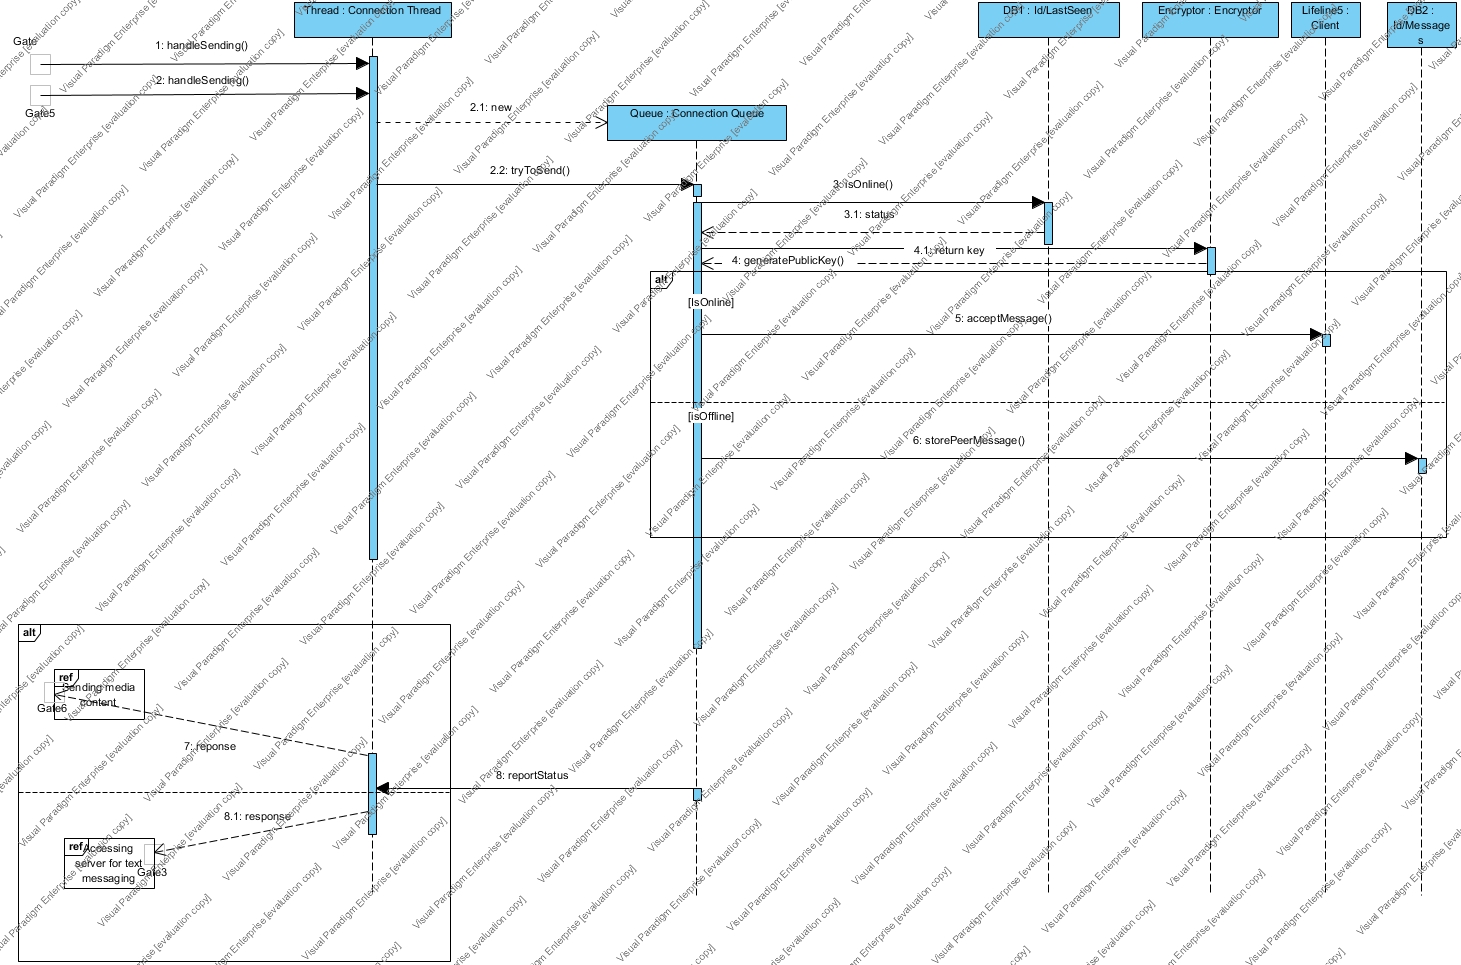 Thread : Connection Thread
DB1 : Id/LastSeen
Encryptor : Encryptor
Lifeline5 :
Client
DB2 :
Id/Message
s
Gate
1: handleSending()
2: handleSending()
Gate5
2.1: new
Queue : Connection Queue
2.2: tryToSend()
3: isOnline()
3.1: status
4.1: return key
4: generatePublicKey()
alt
[IsOnline]
5: acceptMessage()
[isOffline]
6: storePeerMessage()
alt
ref
Sending media
content
Gate6
7: reponse
8: reportStatus
8.1: response
ref
Accessing
server for text
messaging
Gate3
Visual Paradigm Enterprise [evaluation copy]